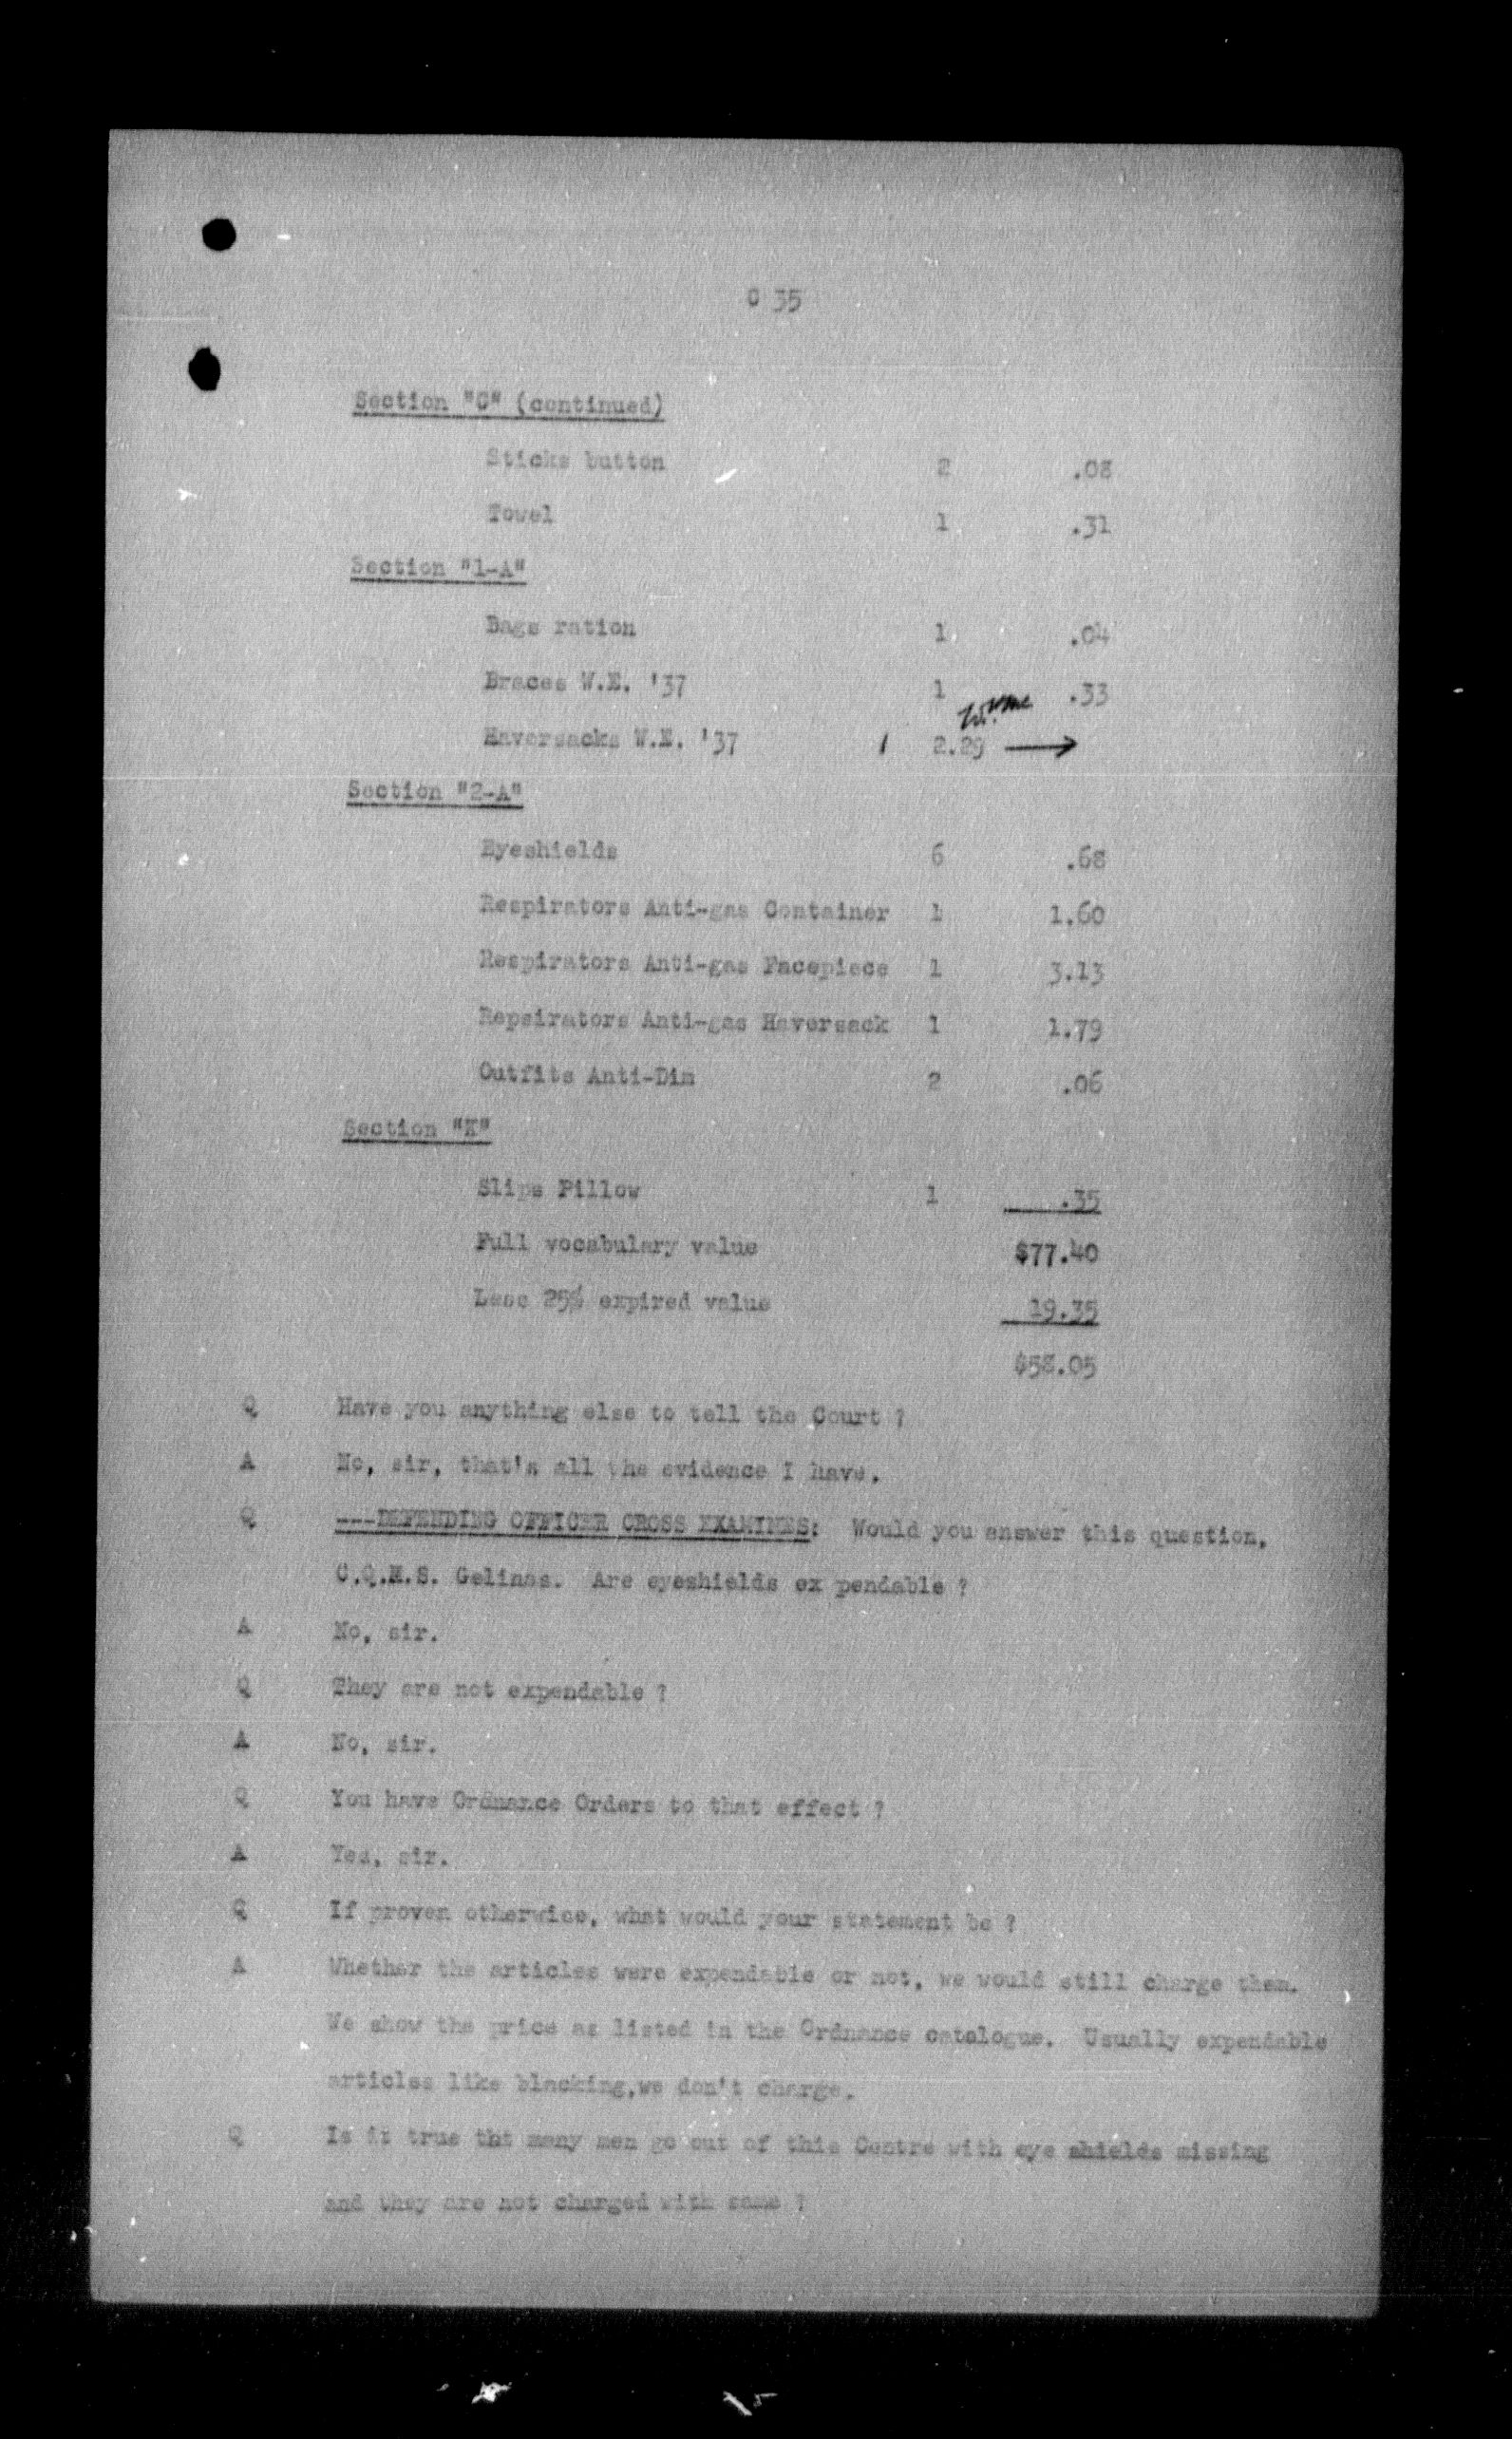 C 35
Section "C" (continued)
Sticks button 2 .08
Towel 1 .31
Section "1-A"
Bags ration 1 .04
Braces W.E. '37 1 .33
Haversacks W.E. '37 1 2.29 →
Section "2-A"
Eyeshields 6 .68
Respirators Anti-gas Container 1 1.60
Respirators Anti-gas Facepiece 1 3.13
Repsirators Anti-gas Haversack 1 1.79
Outfits Anti-Dim 2 .06
Section "K"
Slips Pillow 1 .35
Full vocabulary value $77.40
Less 25% expired value 19.35
$58.05
Q Have you anything else to tell the Court ?
A No, sir, that's all the evidence I have.
Q ---DEFENDING OFFICER CROSS EXAMINES: Would you answer this question,
C.Q.M.S. Gelinas. Are eyeshields ex pendable ?
A No, sir.
Q They are not expendable ?
A No, sir.
Q You have Ordnance Orders to that effect ?
A Yes, sir.
Q If proven otherwise, what would your statement be ?
A Whether the articles were expendable or not, we would still charge them.
We show the price as listed in the Ordnance catalogue. Usually expendable
articles like blacking,we don't charge.
Q Is it true tht many men go out of this Centre with eye shields missing
and they are not charged with same ?